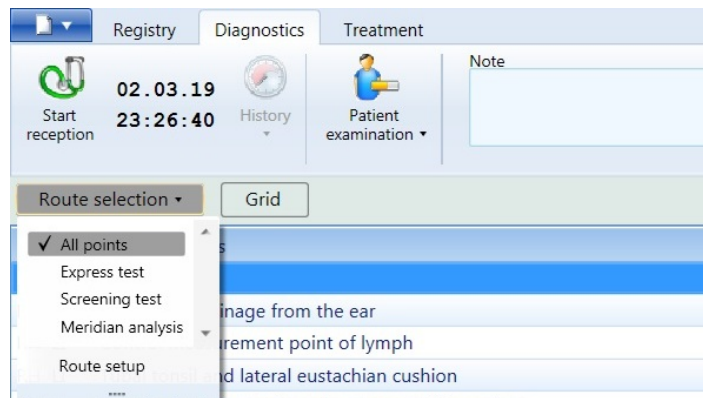 Registry Diagnostics Treatment
Start reception
02.03.19
23:26:40
History
Patient examination
Note
Route selection Grid
✓ All points
Express test
Screening test
Meridian analysis
Route setup
inage from the ear
urement point of lymph
tonsil and lateral eustachian cushion